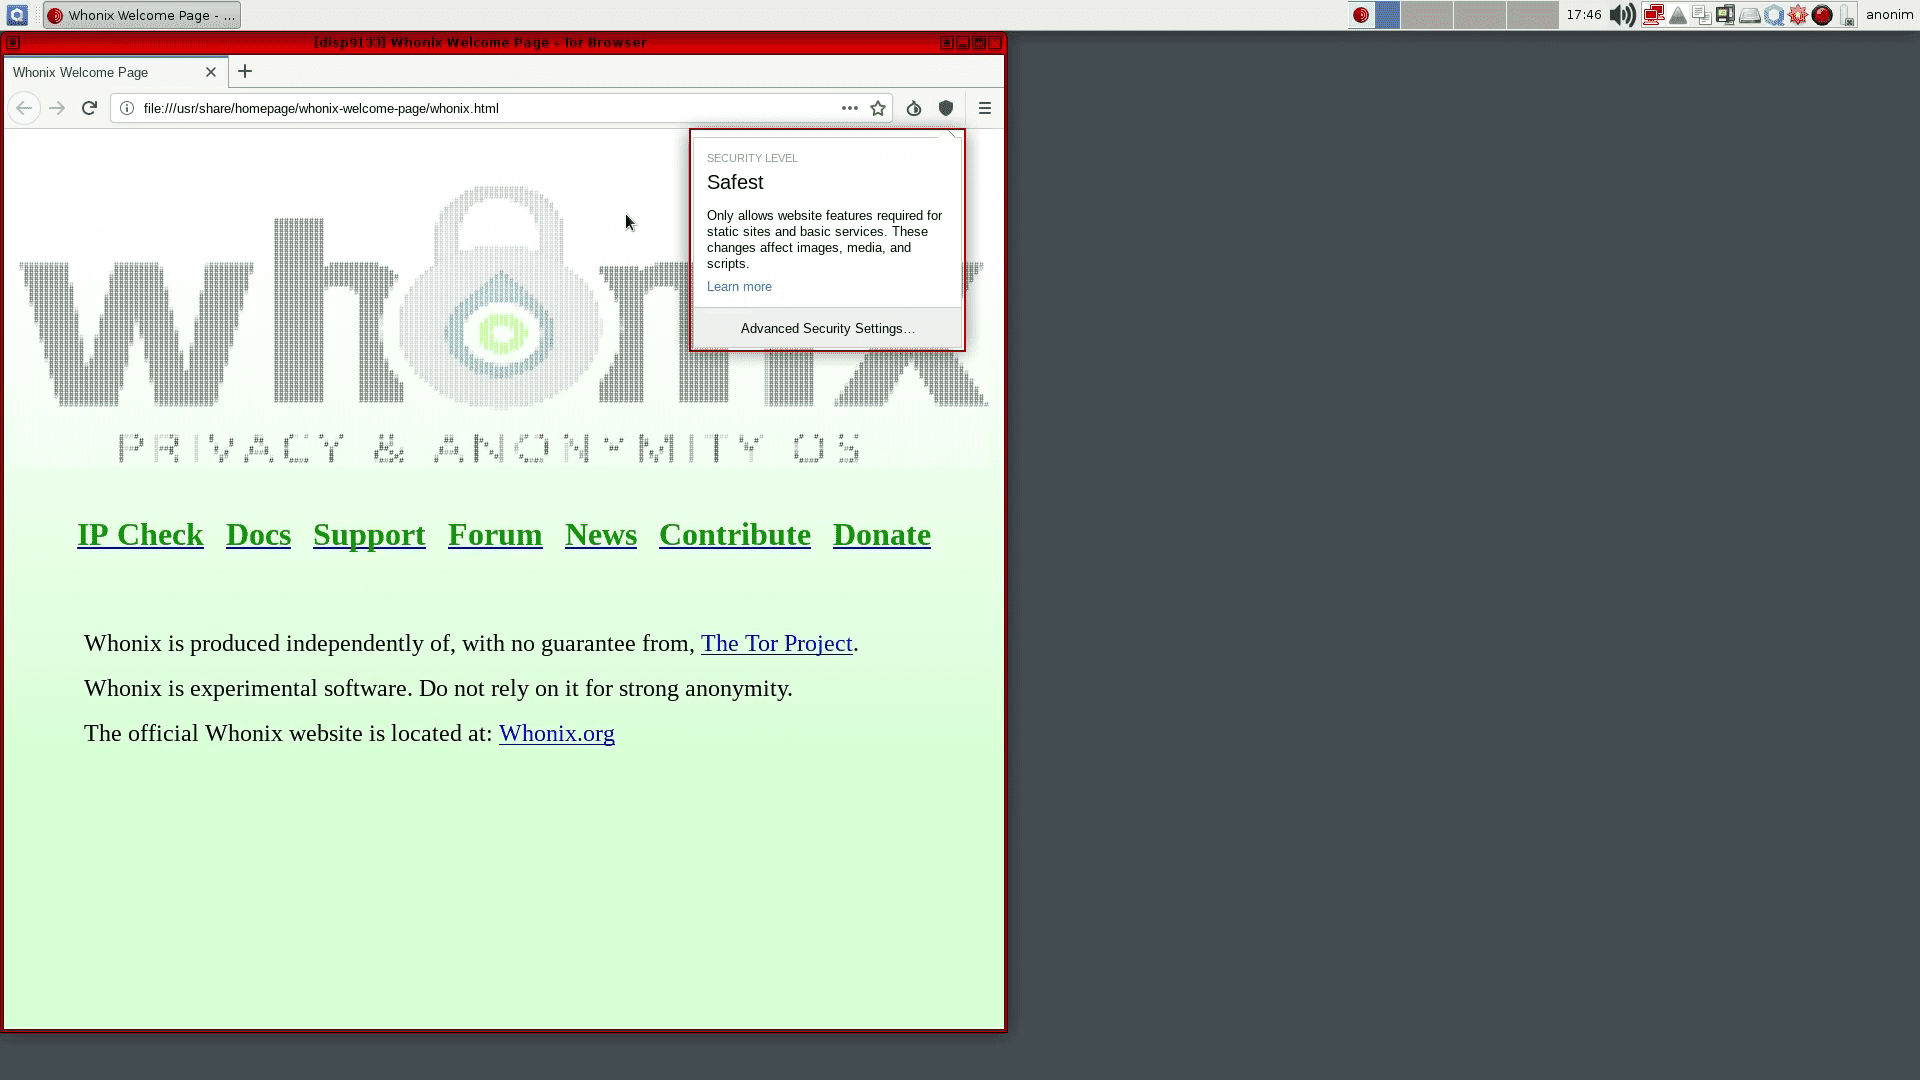 Whonix Welcome Page - ...
17:46
anonim
[disp9133] Whonix Welcome Page - Tor Browser
Whonix Welcome Page
file:///usr/share/homepage/whonix-welcome-page/whonix.html
SECURITY LEVEL
Safest
Only allows website features required for
static sites and basic services. These
changes affect images, media, and
scripts.
Learn more
Advanced Security Settings…
whonix
PRIVACY & ANONYMITY OS
IP Check Docs Support Forum News Contribute Donate
Whonix is produced independently of, with no guarantee from, The Tor Project.
Whonix is experimental software. Do not rely on it for strong anonymity.
The official Whonix website is located at: Whonix.org